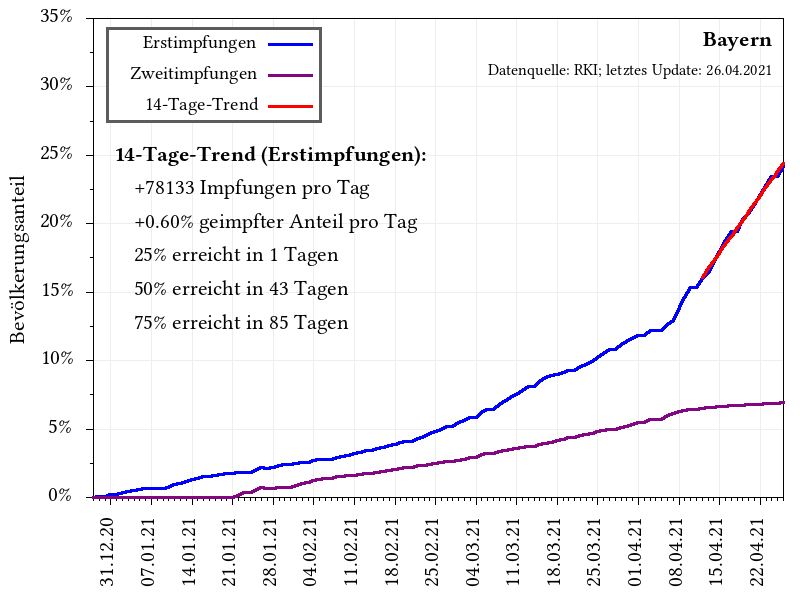 35%
30%
25%
20%
15%
10%
5%
0%
Bevölkerungsanteil
Erstimpfungen
Zweitimpfungen
14-Tage-Trend
Bayern
Datenquelle: RKI; letztes Update: 26.04.2021
14-Tage-Trend (Erstimpfungen):
+78133 Impfungen pro Tag
+0.60% geimpfter Anteil pro Tag
25% erreicht in 1 Tagen
50% erreicht in 43 Tagen
75% erreicht in 85 Tagen
31.12.20
07.01.21
14.01.21
21.01.21
28.01.21
04.02.21
11.02.21
18.02.21
25.02.21
04.03.21
11.03.21
18.03.21
25.03.21
01.04.21
08.04.21
15.04.21
22.04.21